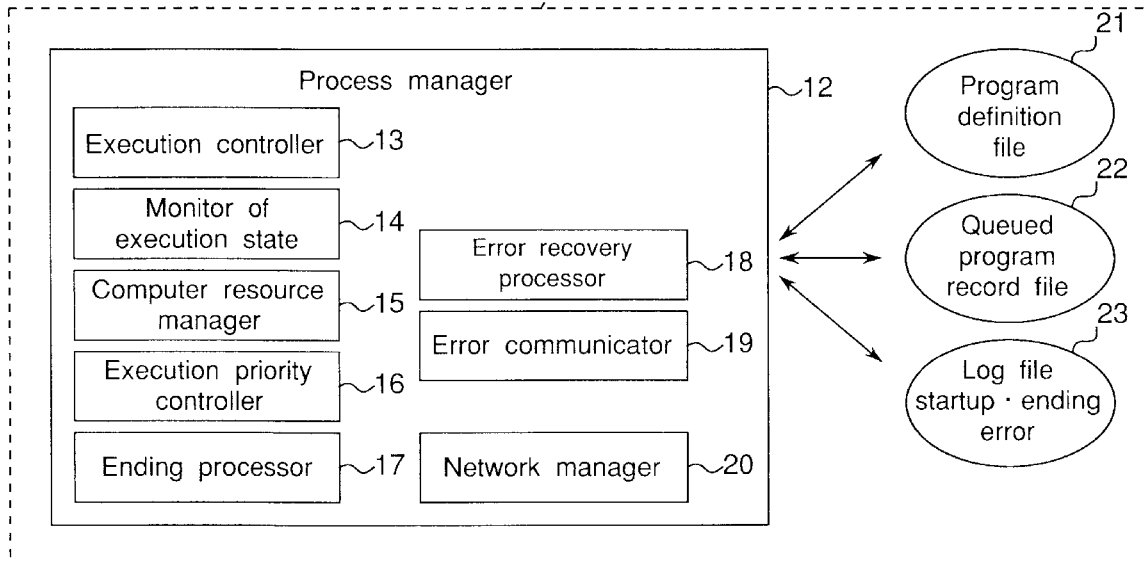 Process manager
12
Execution controller
13
Monitor of
execution state
14
Computer resource
manager
15
Execution priority
controller
16
Ending processor
17
Error recovery
processor
18
Error communicator
19
Network manager
20
21
Program
definition
file
22
Queued
program
record file
23
Log file
startup · ending
error